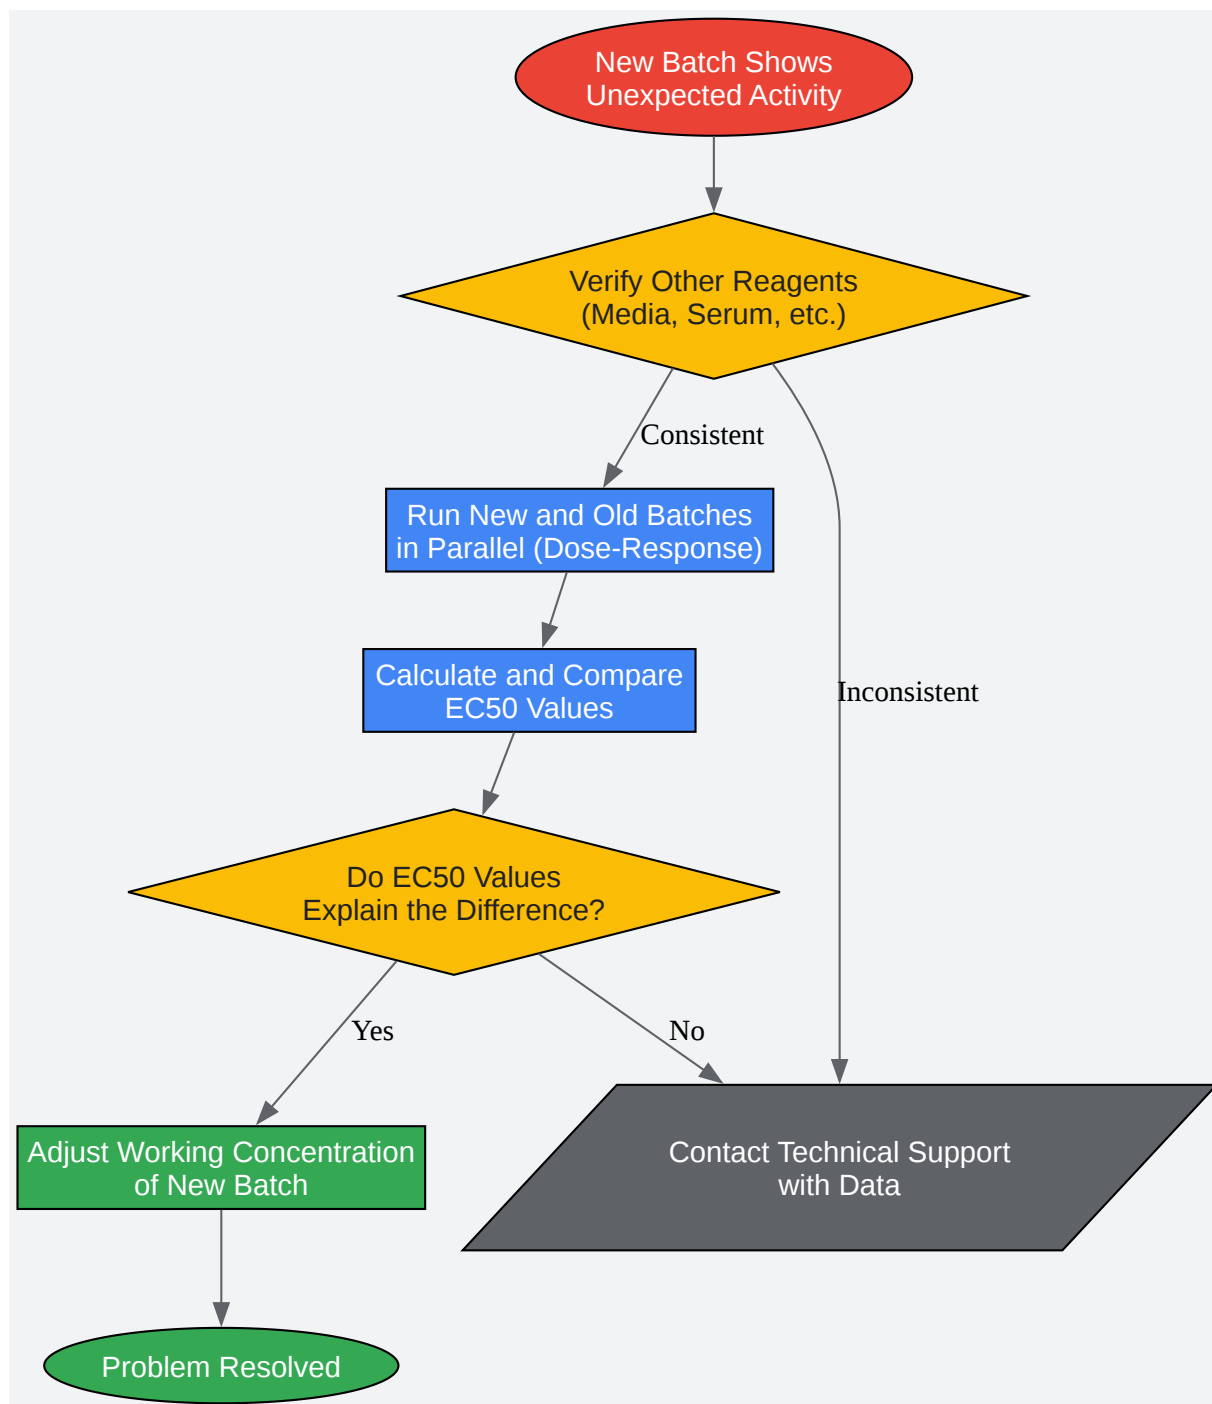 New Batch Shows
Unexpected Activity
Verify Other Reagents
(Media, Serum, etc.)
Consistent
Run New and Old Batches
in Parallel (Dose-Response)
Calculate and Compare
EC50 Values
Inconsistent
Do EC50 Values
Explain the Difference?
Yes
No
Adjust Working Concentration
of New Batch
Contact Technical Support
with Data
Problem Resolved